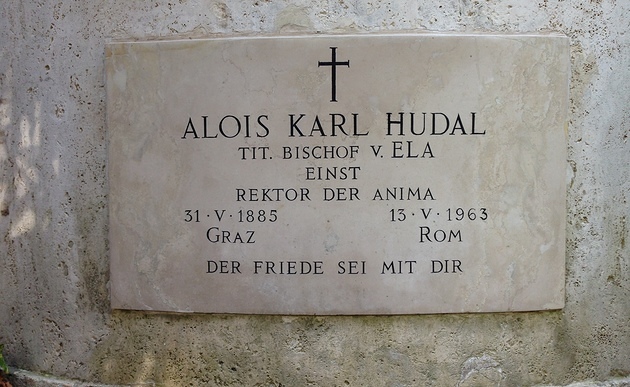 ALOIS KARL HUDAL
TIT. BISCHOF V. ELA
EINST
REKTOR DER ANIMA
31·V·1885 13·V·1963
GRAZ ROM
DER FRIEDE SEI MIT DIR